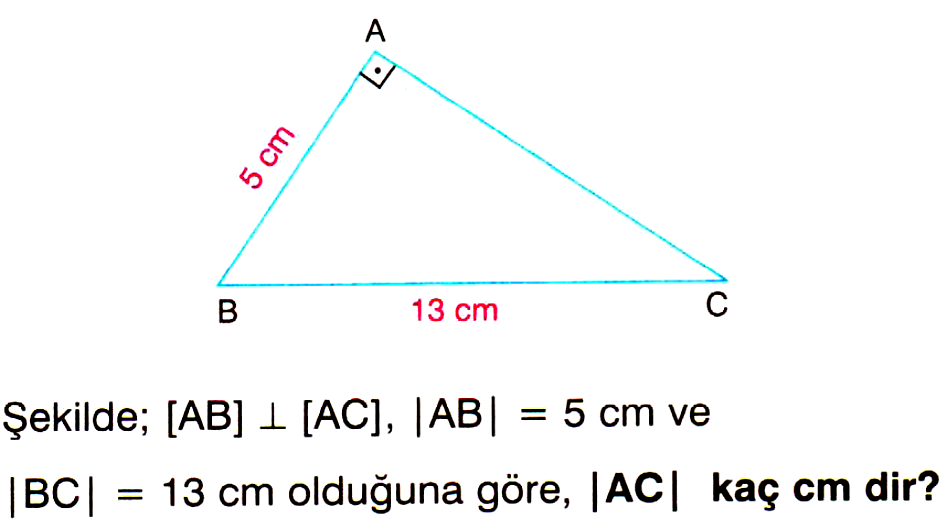 A
5 cm
B
13 cm
C
Şekilde; [AB] ⊥ [AC], |AB| = 5 cm ve
|BC| = 13 cm olduğuna göre, |AC| kaç cm dir?